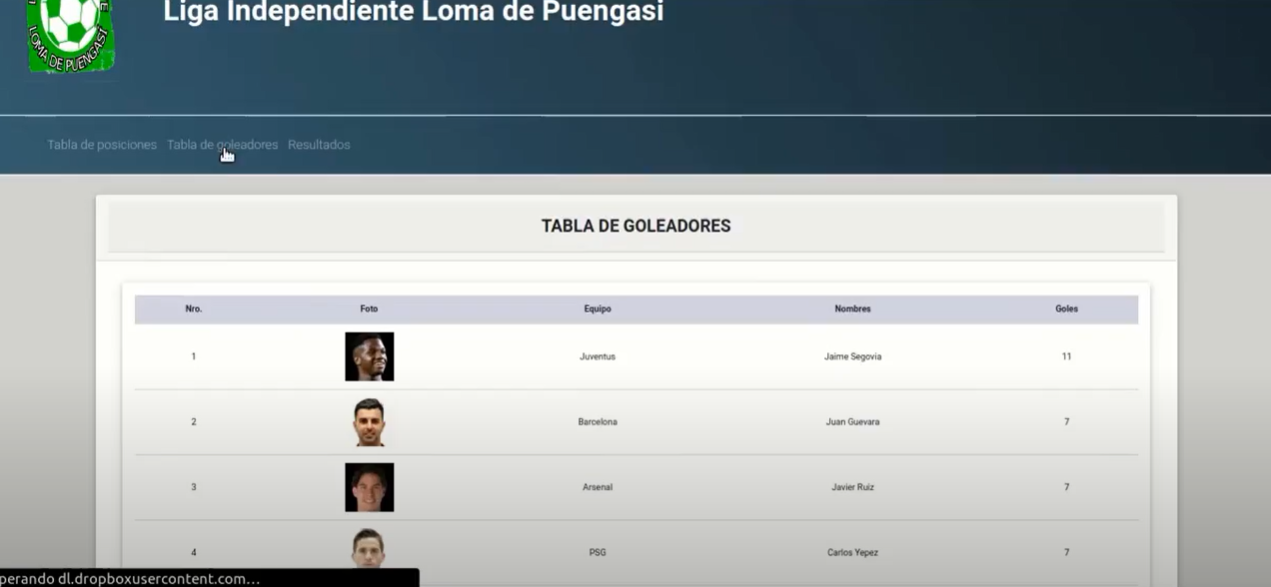 Liga Independiente Loma de Puengasi
LOMA DE PUENGASI
Tabla de posiciones Tabla de goleadores Resultados
TABLA DE GOLEADORES
Nro. Foto Equipo Nombres Goles
1 Juventus Jaime Segovia 11
2 Barcelona Juan Guevara 7
3 Arsenal Javier Ruiz 7
4 PSG Carlos Yepez 7
perando dl.dropboxusercontent.com...